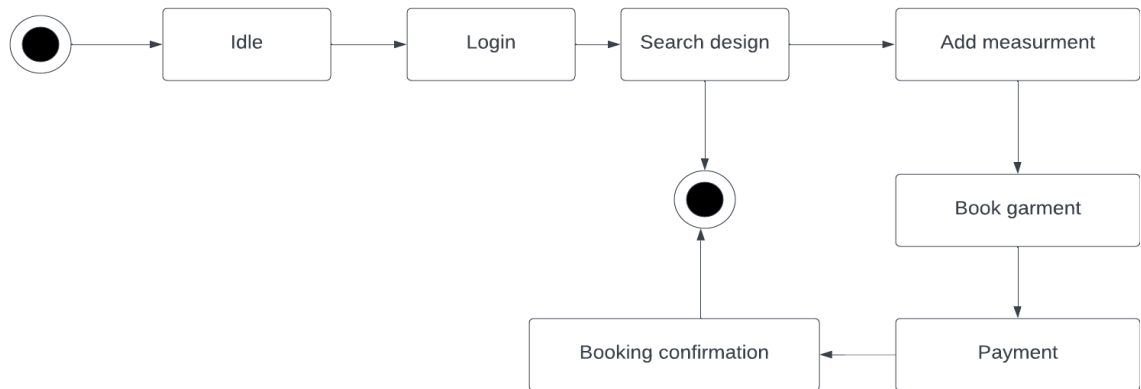 Idle
Login
Search design
Add measurment
Book garment
Booking confirmation
Payment